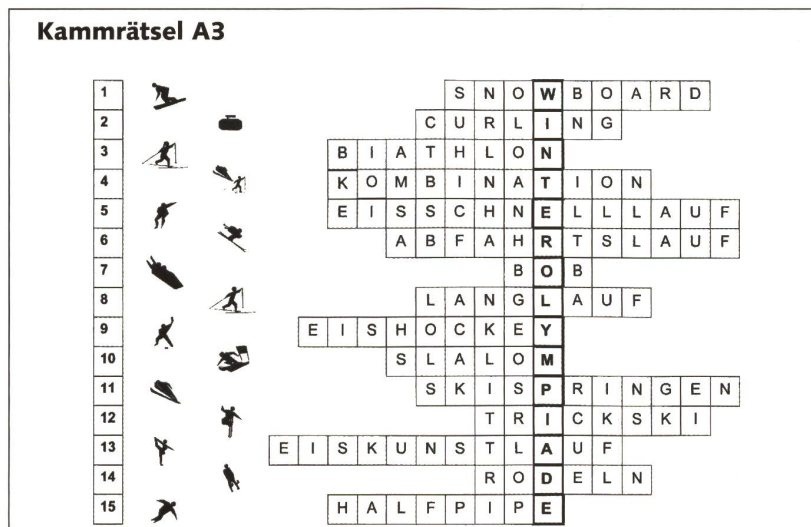 Kammrätsel A3
1 SNOWBOARD
2 CURLING
3 BIATHLON
4 KOMBINATION
5 EISSCHNELLLAUF
6 ABFAHRTSLAUF
7 BOB
8 LANGLAUF
9 EISHOCKEY
10 SLALOM
11 SKISPRINGEN
12 TRICKSKI
13 EISKUNSTLAUF
14 RODELN
15 HALFPIPE